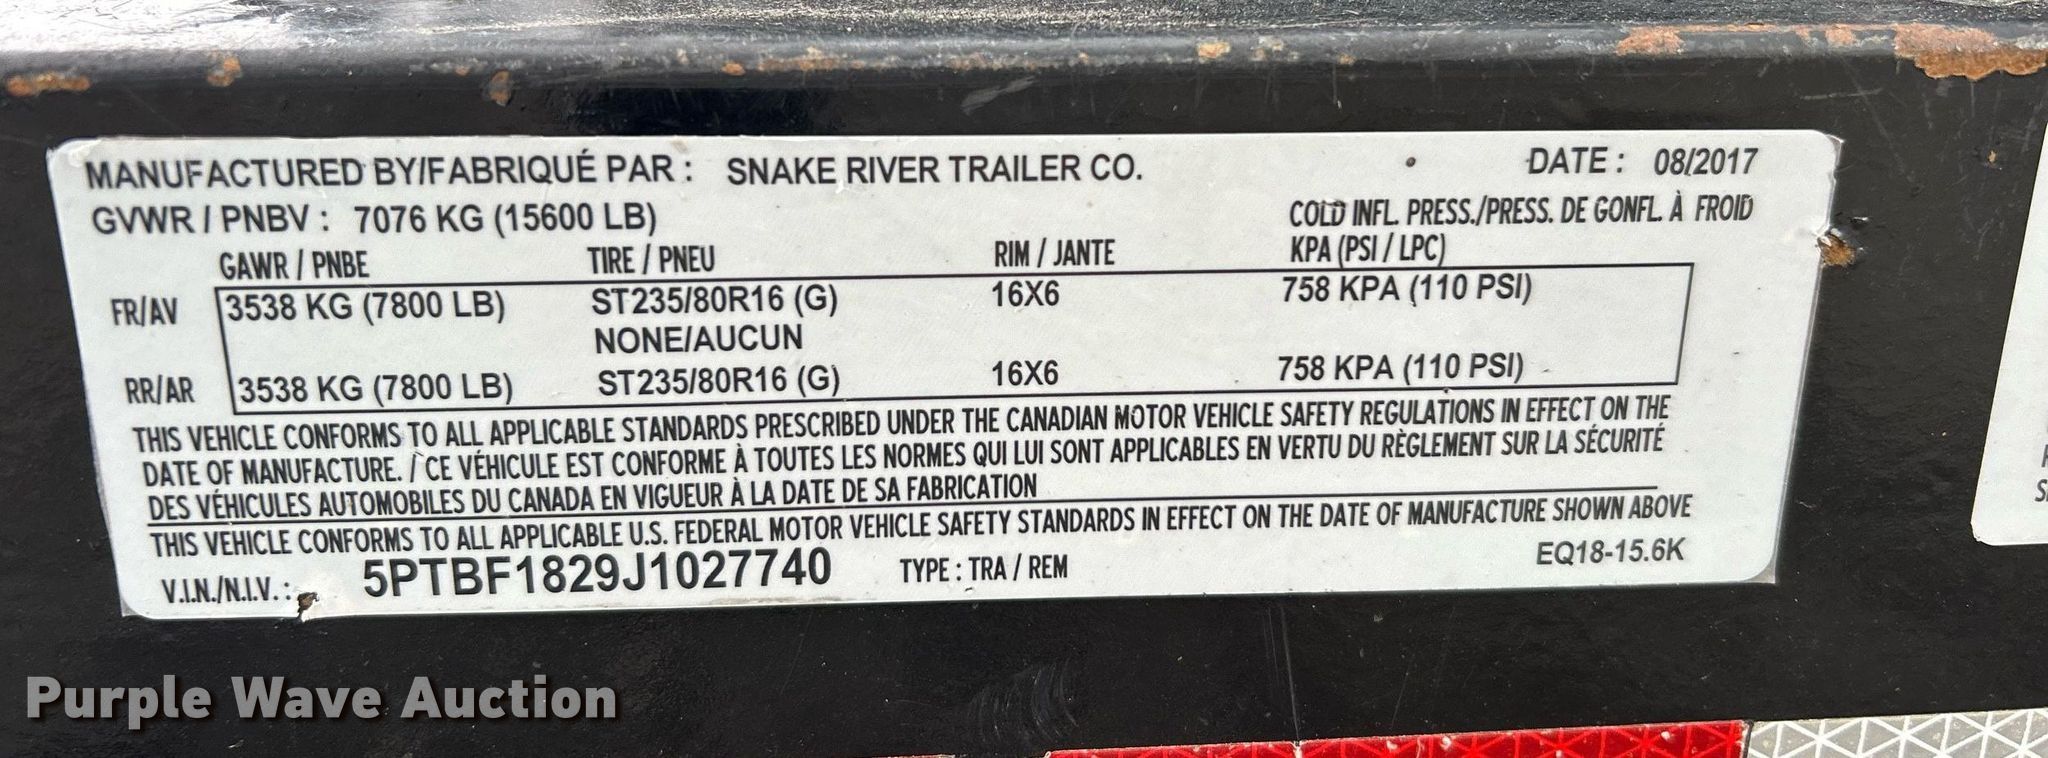 MANUFACTURED BY/FABRIQUÉ PAR : SNAKE RIVER TRAILER CO. DATE : 08/2017
GVWR / PNBV : 7076 KG (15600 LB) COLD INFL. PRESS./PRESS. DE GONFL. À FROID
GAWR / PNBE TIRE / PNEU RIM / JANTE KPA (PSI / LPC)
FR/AV 3538 KG (7800 LB) ST235/80R16 (G) 16X6 758 KPA (110 PSI)
NONE/AUCUN
RR/AR 3538 KG (7800 LB) ST235/80R16 (G) 16X6 758 KPA (110 PSI)
THIS VEHICLE CONFORMS TO ALL APPLICABLE STANDARDS PRESCRIBED UNDER THE CANADIAN MOTOR VEHICLE SAFETY REGULATIONS IN EFFECT ON THE
DATE OF MANUFACTURE. / CE VÉHICULE EST CONFORME À TOUTES LES NORMES QUI LUI SONT APPLICABLES EN VERTU DU RÈGLEMENT SUR LA SÉCURITÉ
DES VÉHICULES AUTOMOBILES DU CANADA EN VIGUEUR À LA DATE DE SA FABRICATION
THIS VEHICLE CONFORMS TO ALL APPLICABLE U.S. FEDERAL MOTOR VEHICLE SAFETY STANDARDS IN EFFECT ON THE DATE OF MANUFACTURE SHOWN ABOVE
V.I.N./N.I.V. : 5PTBF1829J1027740 TYPE : TRA / REM EQ18-15.6K
Purple Wave Auction